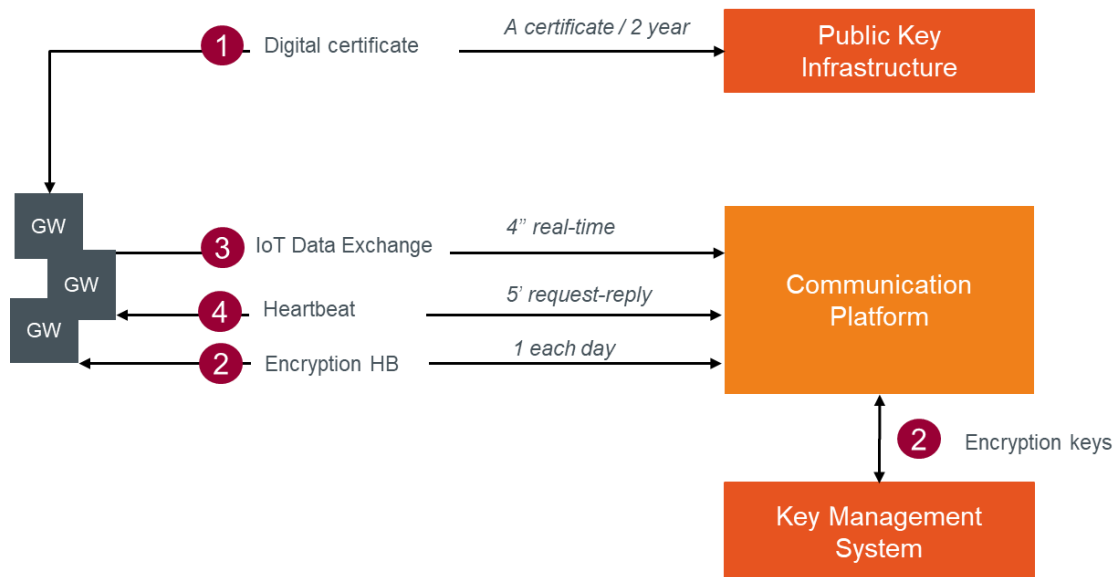 1 Digital certificate A certificate / 2 year
Public Key
Infrastructure
GW
GW
GW
3 IoT Data Exchange 4” real-time
4 Heartbeat 5’ request-reply
2 Encryption HB 1 each day
Communication
Platform
2 Encryption keys
Key Management
System